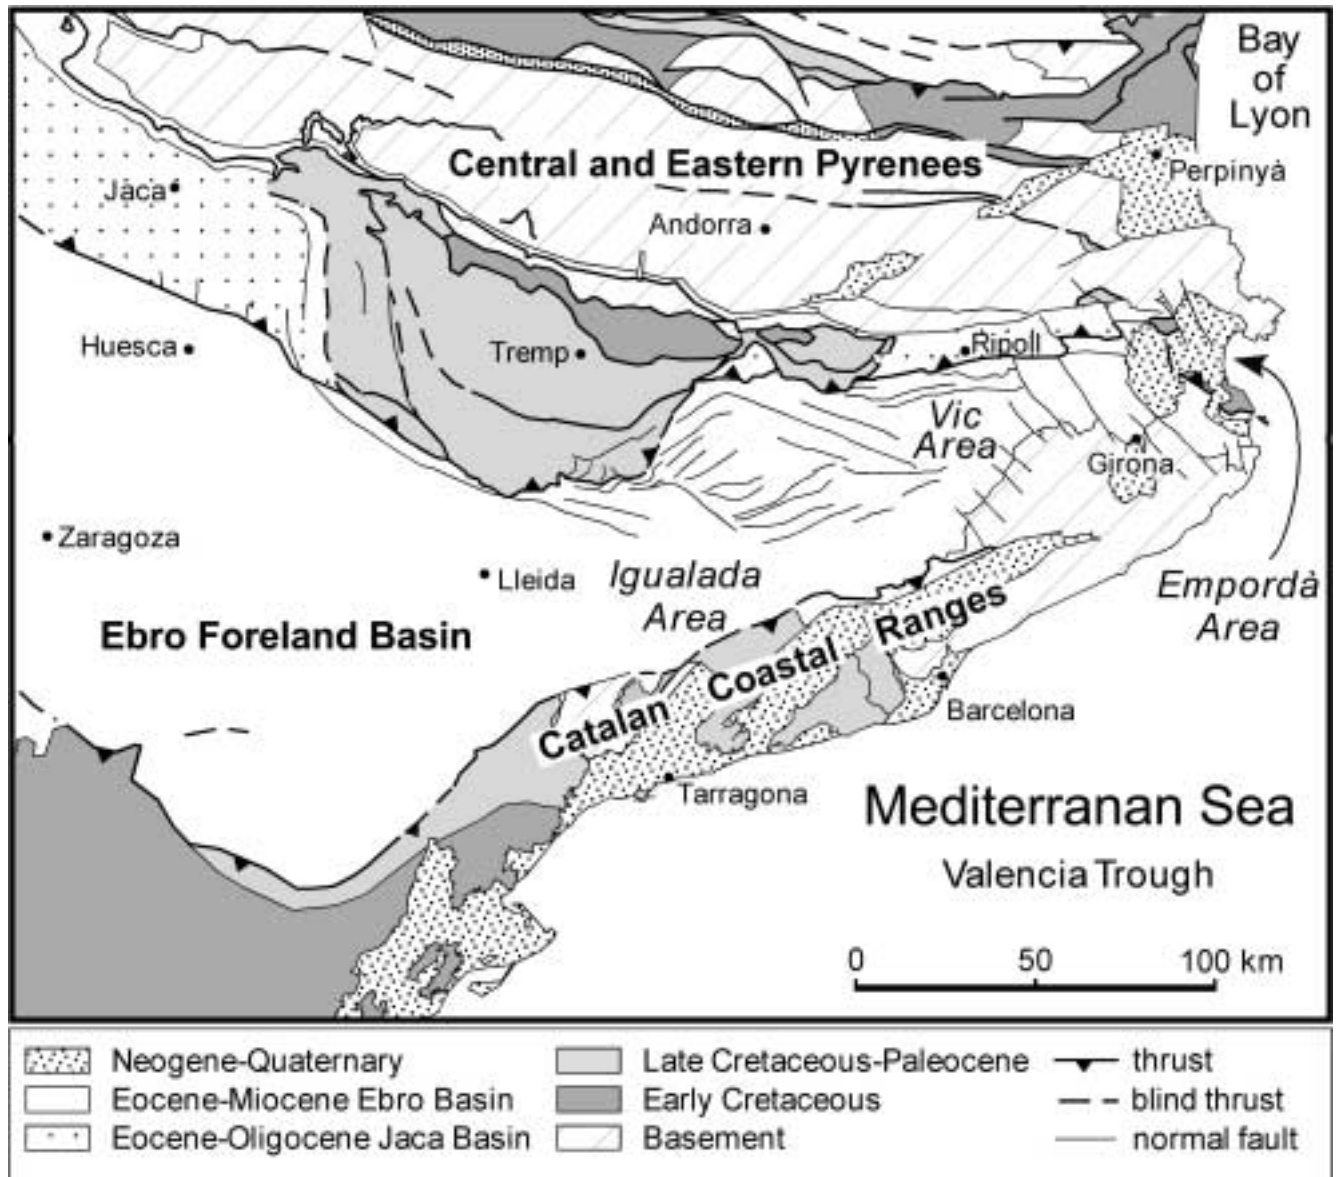 Bay
of
Lyon
Central and Eastern Pyrenees
Perpinyà
Jaca
Andorra
Huesca
Tremp
Ripoll
Vic
Area
Girona
Zaragoza
Lleida
Igualada
Area
Empordà
Area
Ebro Foreland Basin
Catalan Coastal Ranges
Barcelona
Tarragona
Mediterranan Sea
Valencia Trough
0 50 100 km
Neogene-Quaternary
Eocene-Miocene Ebro Basin
Eocene-Oligocene Jaca Basin
Late Cretaceous-Paleocene
Early Cretaceous
Basement
thrust
blind thrust
normal fault